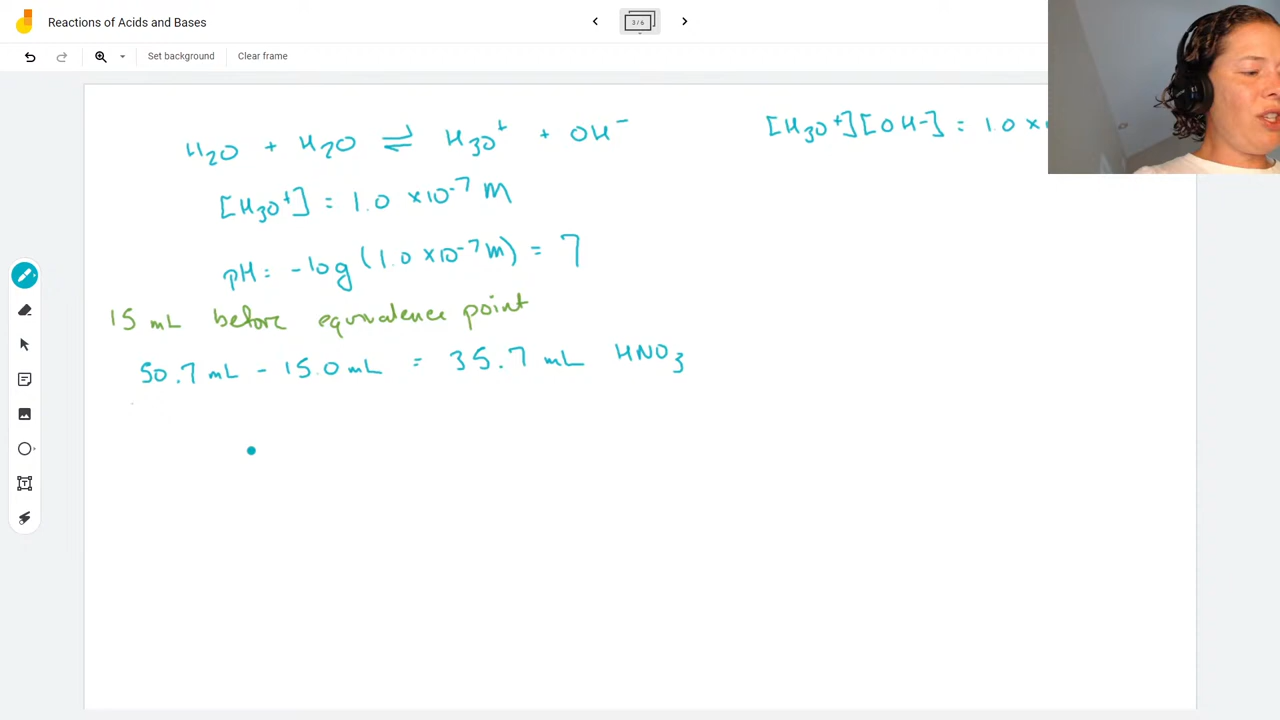 Reactions of Acids and Bases
3 / 6
Set background
Clear frame
H2O + H2O ⇌ H3O+ + OH−
[H3O+][OH−] = 1.0 ×
[H3O+] = 1.0 ×10-7 M
pH = -log (1.0 ×10-7 M) = 7
15 mL before equivalence point
50.7 mL - 15.0 mL = 35.7 mL HNO3